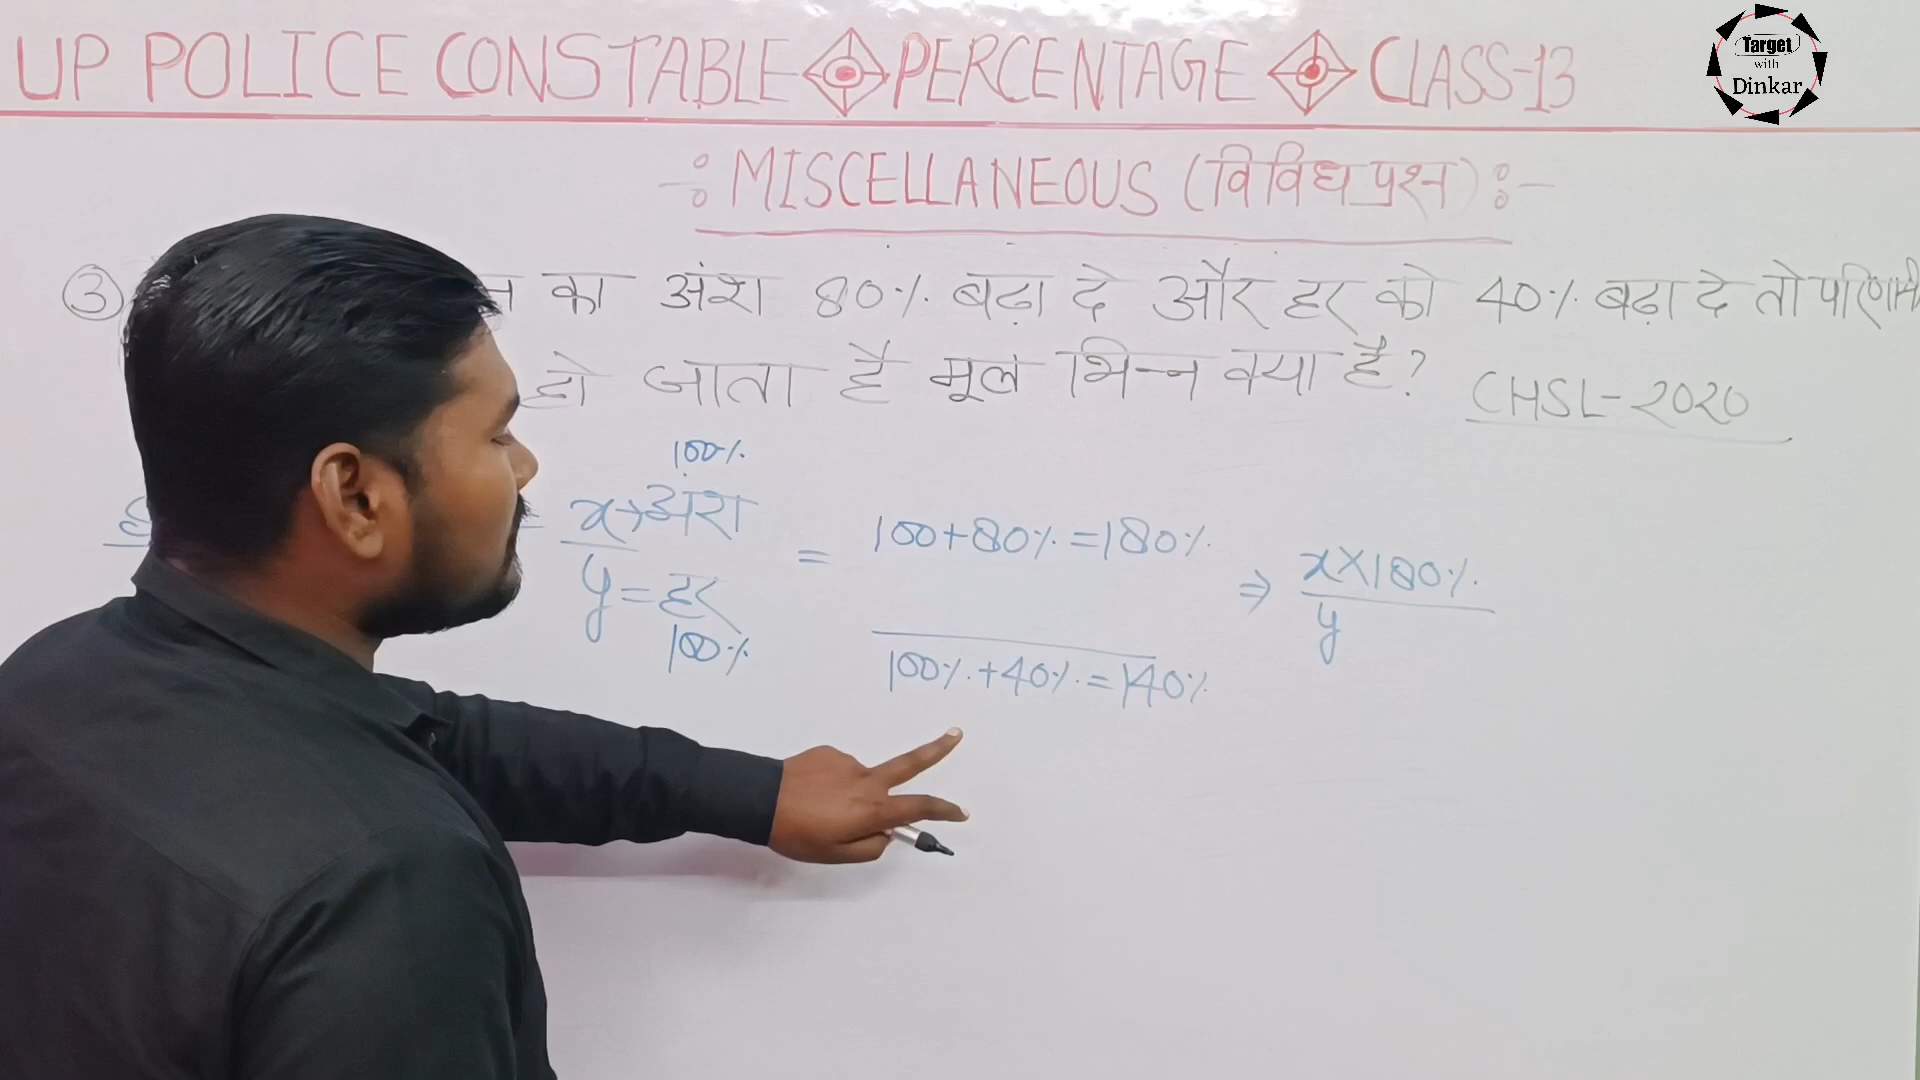 UP POLICE CONSTABLE PERCENTAGE CLASS-13
Target
with
Dinkar
-: MISCELLANEOUS (विविध प्रश्न) :-
③ का अंश 80% बढ़ा दे और हर को 40% बढ़ा दे तो परिणामी
हो जाता है मूल भिन्न क्या है? CHSL-2020
100%
x→अंश
y=हर
100%
= 100+80%=180%
100%+40%=140%
⇒ x×180%
y